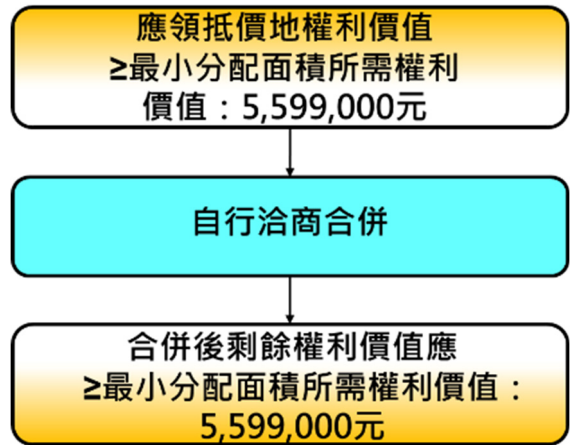 應領抵價地權利價值
≥最小分配面積所需權利
價值：5,599,000元
自行洽商合併
合併後剩餘權利價值應
≥最小分配面積所需權利價值：
5,599,000元